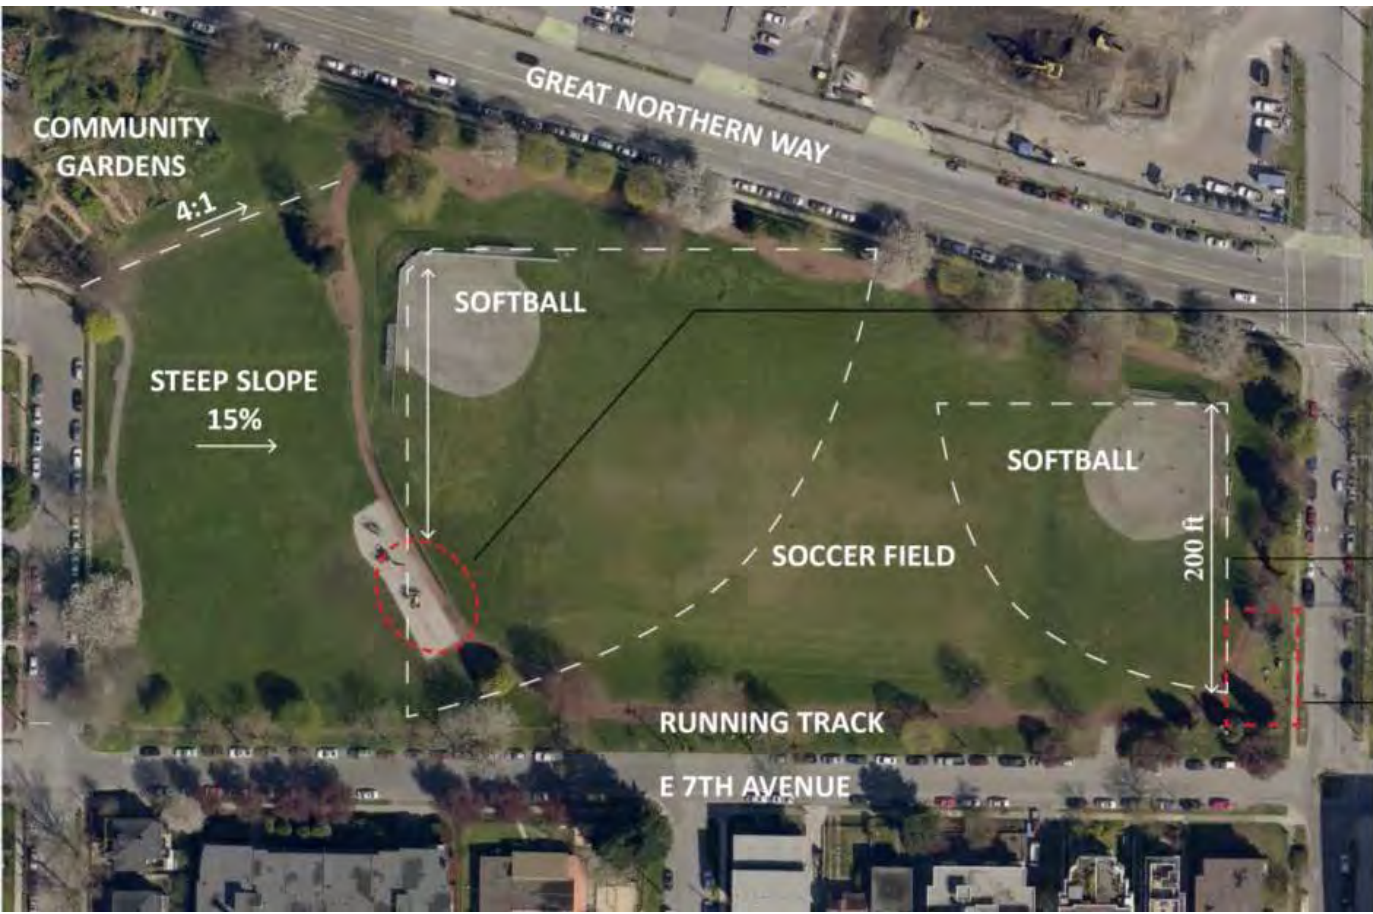 GREAT NORTHERN WAY
COMMUNITY
GARDENS
4:1
SOFTBALL
STEEP SLOPE
15%
SOFTBALL
SOCCER FIELD
200 ft
RUNNING TRACK
E 7TH AVENUE